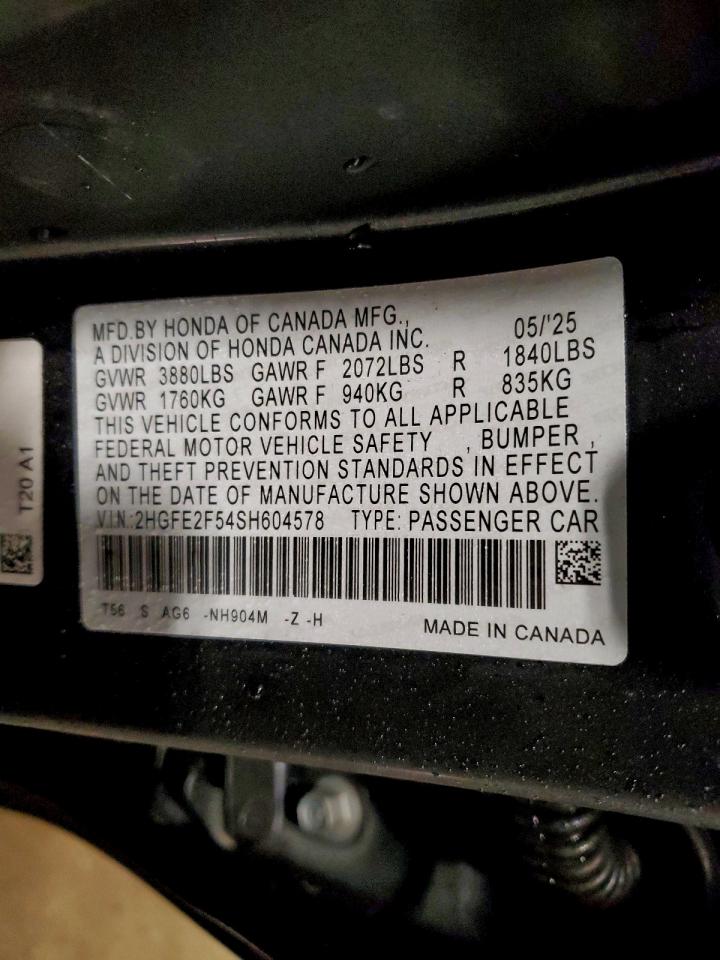 MFD.BY HONDA OF CANADA MFG.,
A DIVISION OF HONDA CANADA INC. 05/'25
GVWR 3880LBS GAWR F 2072LBS R 1840LBS
GVWR 1760KG GAWR F 940KG R 835KG
THIS VEHICLE CONFORMS TO ALL APPLICABLE
FEDERAL MOTOR VEHICLE SAFETY , BUMPER ,
AND THEFT PREVENTION STANDARDS IN EFFECT
ON THE DATE OF MANUFACTURE SHOWN ABOVE.
V.I.N.:2HGFE2F54SH604578 TYPE: PASSENGER CAR
T56 S AG6 -NH904M -Z -H
MADE IN CANADA
T20 A1